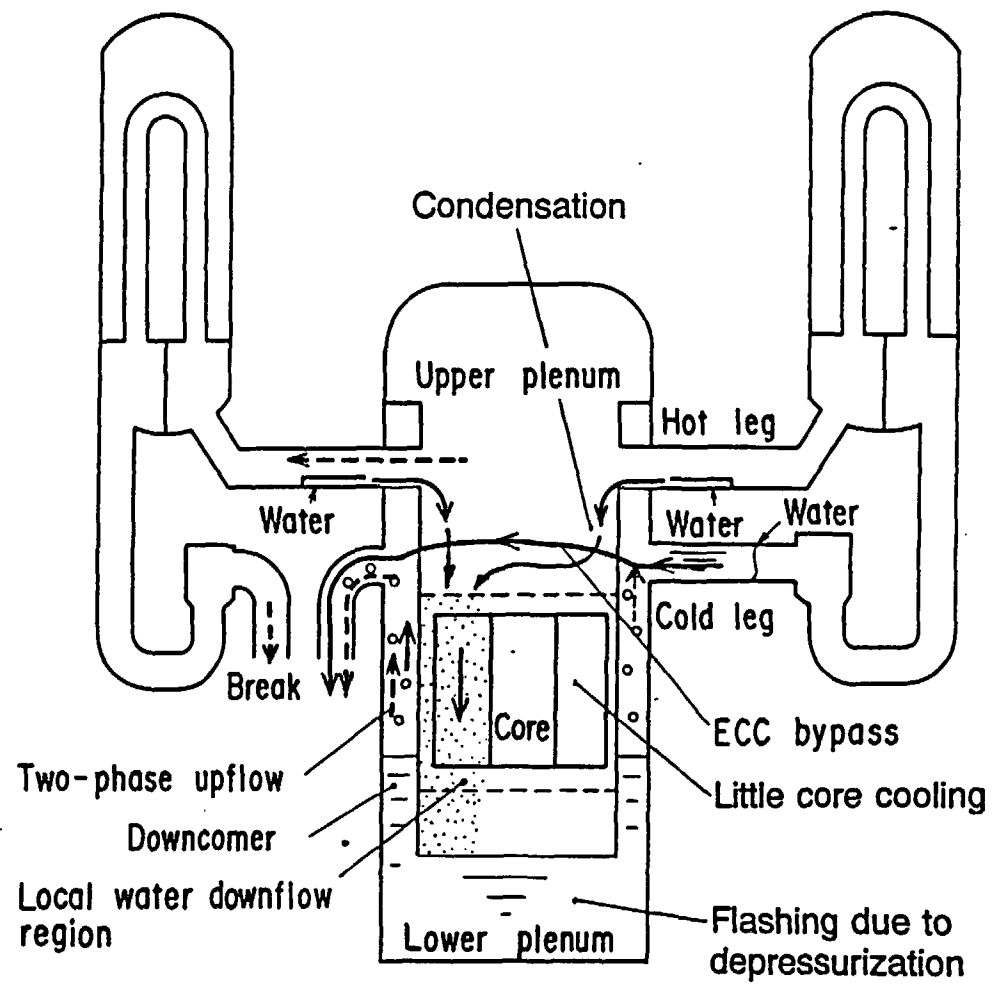 Condensation
Upper plenum
Hot leg
Water
Water
Water
Cold leg
Break
Core
ECC bypass
Two-phase upflow
Little core cooling
Downcomer
Local water downflow
region
Lower plenum
Flashing due to
depressurization